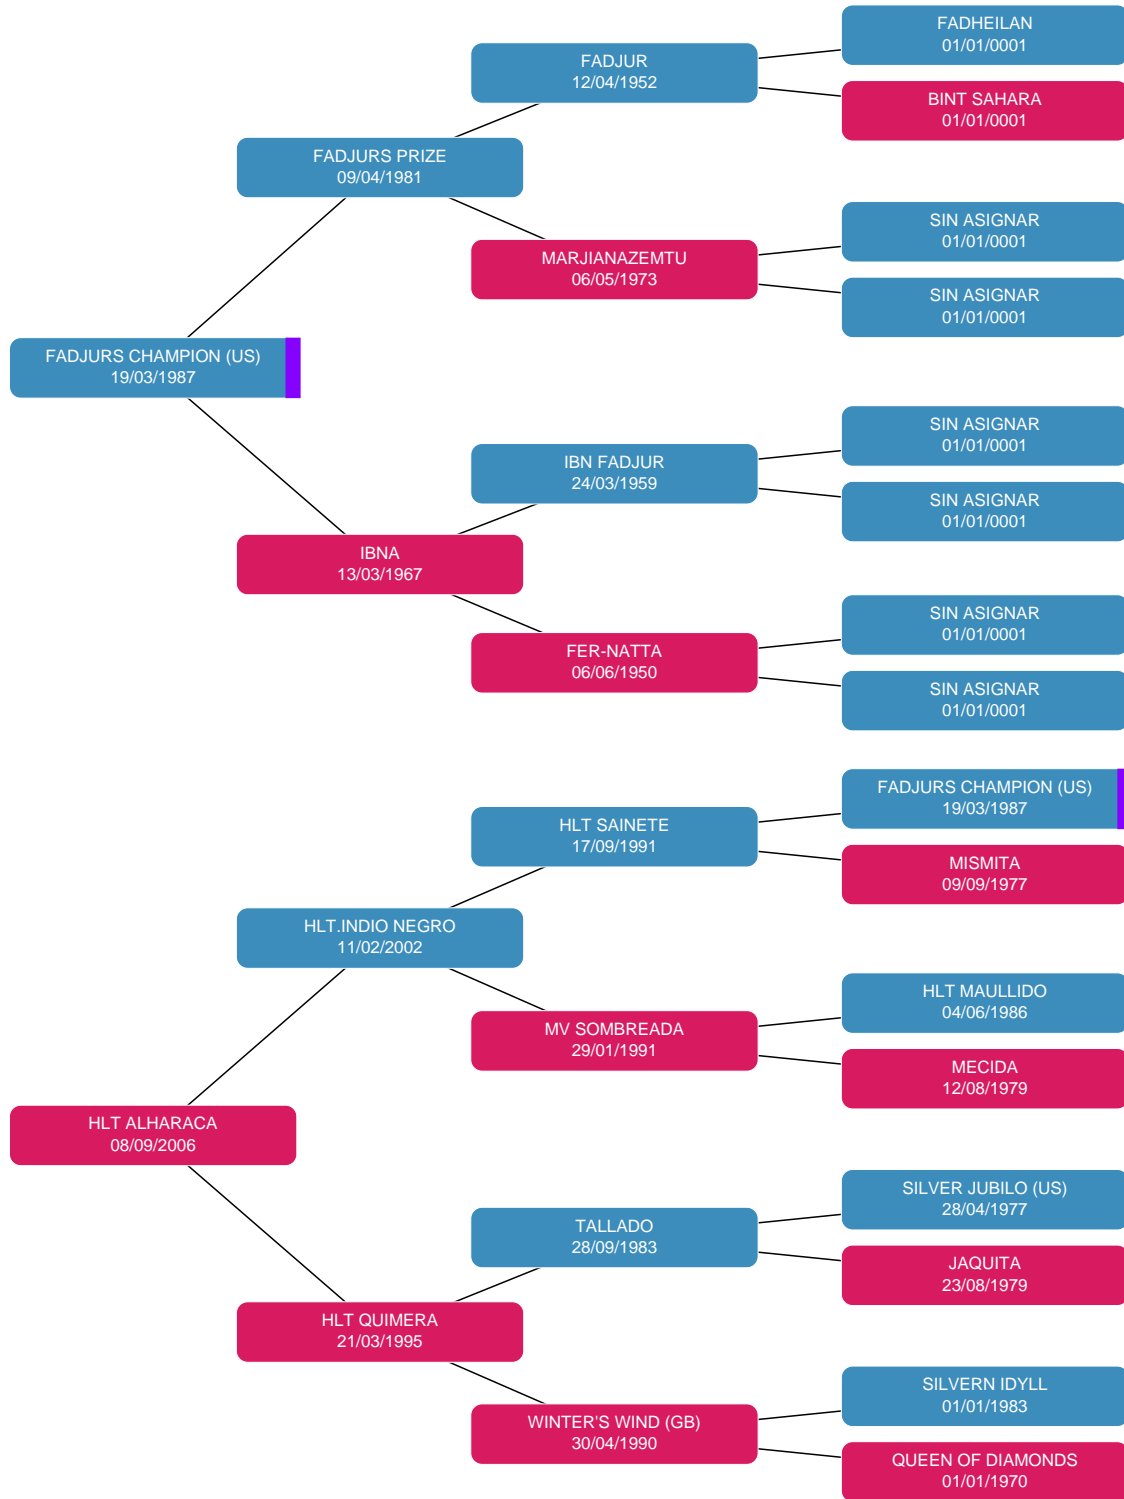 FADHEILAN
01/01/0001
FADJUR
12/04/1952
BINT SAHARA
01/01/0001
FADJURS PRIZE
09/04/1981
SIN ASIGNAR
01/01/0001
MARJIANAZEMTU
06/05/1973
SIN ASIGNAR
01/01/0001
FADJURS CHAMPION (US)
19/03/1987
SIN ASIGNAR
01/01/0001
IBN FADJUR
24/03/1959
SIN ASIGNAR
01/01/0001
IBNA
13/03/1967
SIN ASIGNAR
01/01/0001
FER-NATTA
06/06/1950
SIN ASIGNAR
01/01/0001
FADJURS CHAMPION (US)
19/03/1987
HLT SAINETE
17/09/1991
MISMITA
09/09/1977
HLT.INDIO NEGRO
11/02/2002
HLT MAULLIDO
04/06/1986
MV SOMBREADA
29/01/1991
MECIDA
12/08/1979
HLT ALHARACA
08/09/2006
SILVER JUBILO (US)
28/04/1977
TALLADO
28/09/1983
JAQUITA
23/08/1979
HLT QUIMERA
21/03/1995
SILVERN IDYLL
01/01/1983
WINTER'S WIND (GB)
30/04/1990
QUEEN OF DIAMONDS
01/01/1970